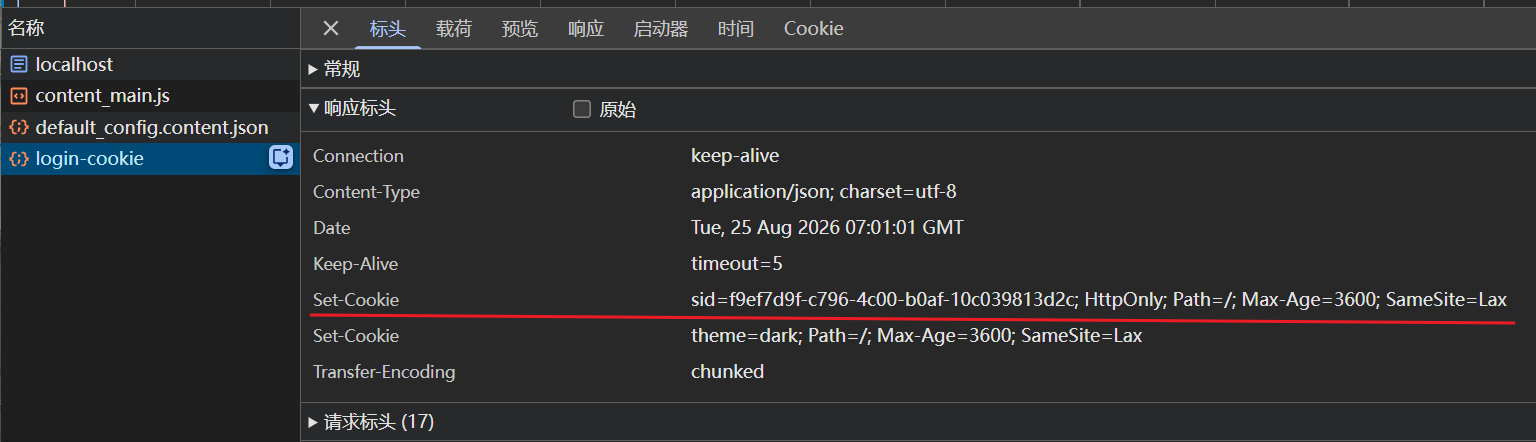 名称
localhost
content_main.js
default_config.content.json
login-cookie
标头 载荷 预览 响应 启动器 时间 Cookie
常规
响应标头 原始
Connection keep-alive
Content-Type application/json; charset=utf-8
Date Tue, 25 Aug 2026 07:01:01 GMT
Keep-Alive timeout=5
Set-Cookie sid=f9ef7d9f-c796-4c00-b0af-10c039813d2c; HttpOnly; Path=/; Max-Age=3600; SameSite=Lax
Set-Cookie theme=dark; Path=/; Max-Age=3600; SameSite=Lax
Transfer-Encoding chunked
请求标头 (17)